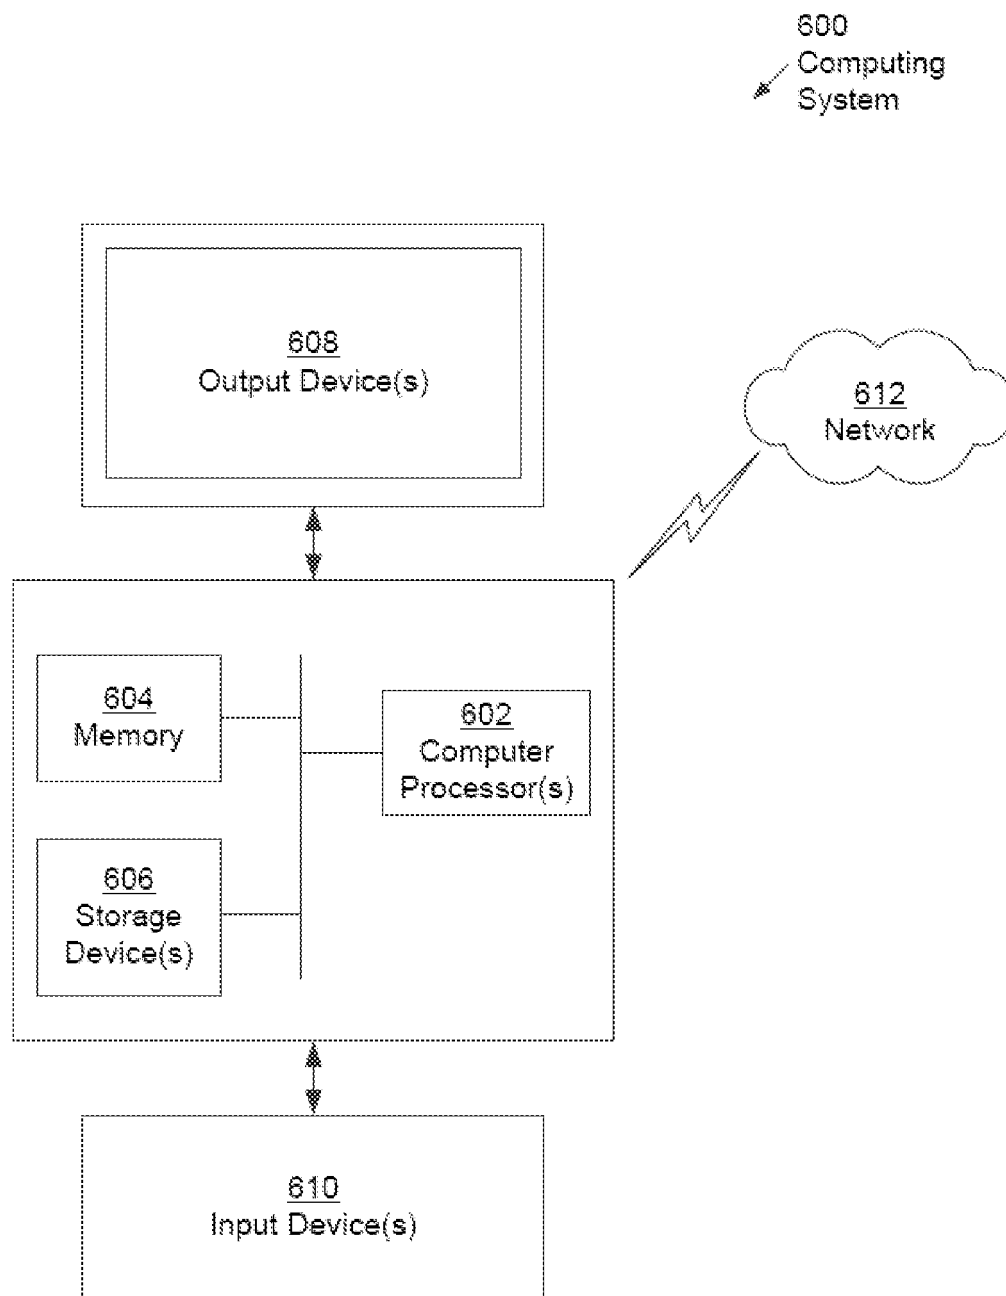 600
Computing
System
608
Output Device(s)
612
Network
604
Memory
602
Computer
Processor(s)
606
Storage
Device(s)
610
Input Device(s)